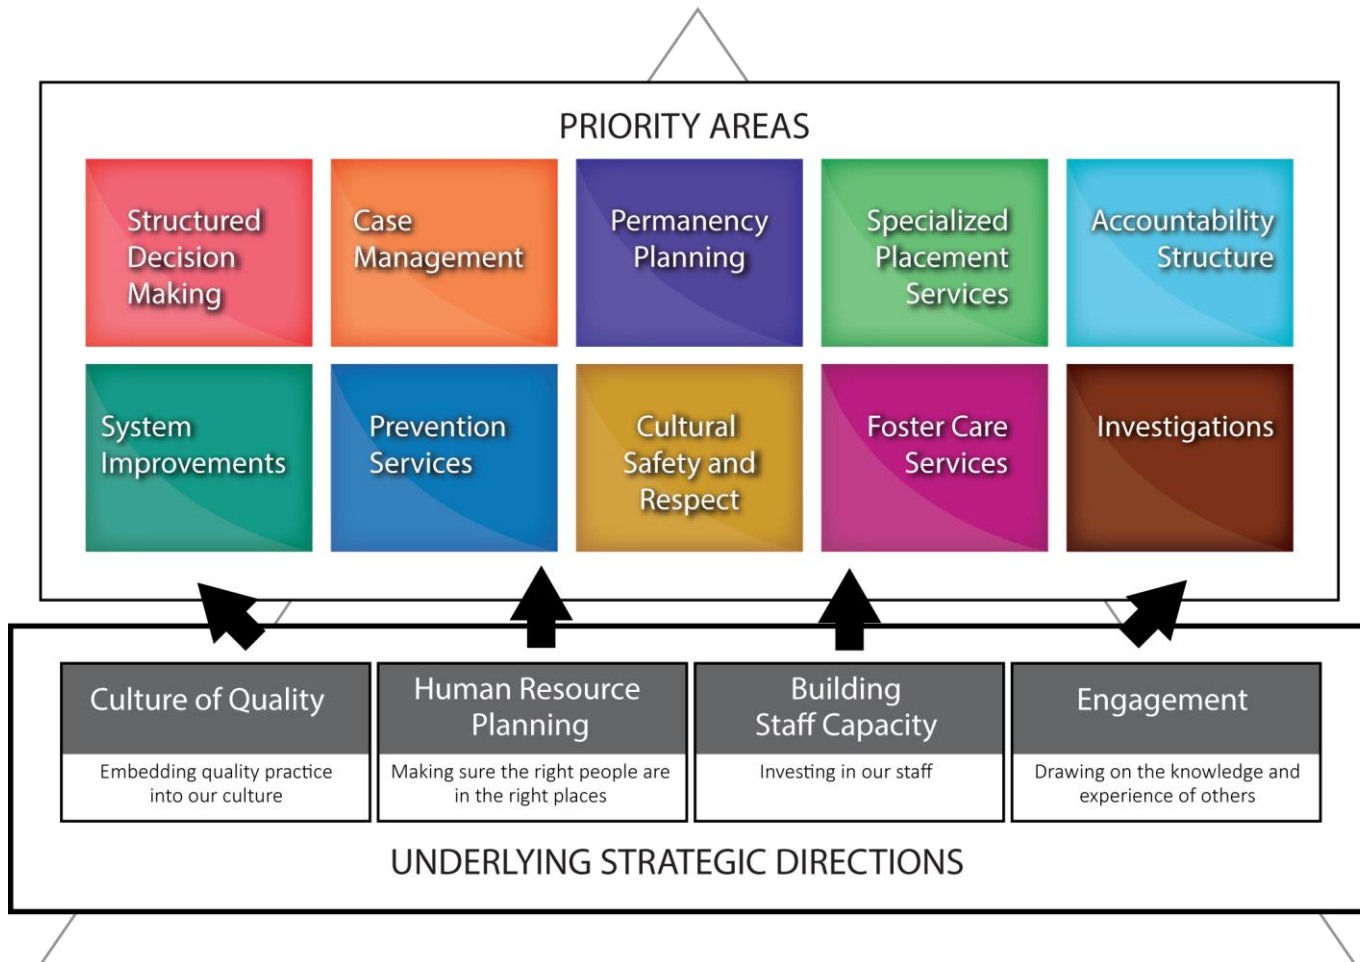 PRIORITY AREAS
Structured
Decision
Making
Case
Management
Permanency
Planning
Specialized
Placement
Services
Accountability
Structure
System
Improvements
Prevention
Services
Cultural
Safety and
Respect
Foster Care
Services
Investigations
Culture of Quality
Embedding quality practice
into our culture
Human Resource
Planning
Making sure the right people are
in the right places
Building
Staff Capacity
Investing in our staff
Engagement
Drawing on the knowledge and
experience of others
UNDERLYING STRATEGIC DIRECTIONS